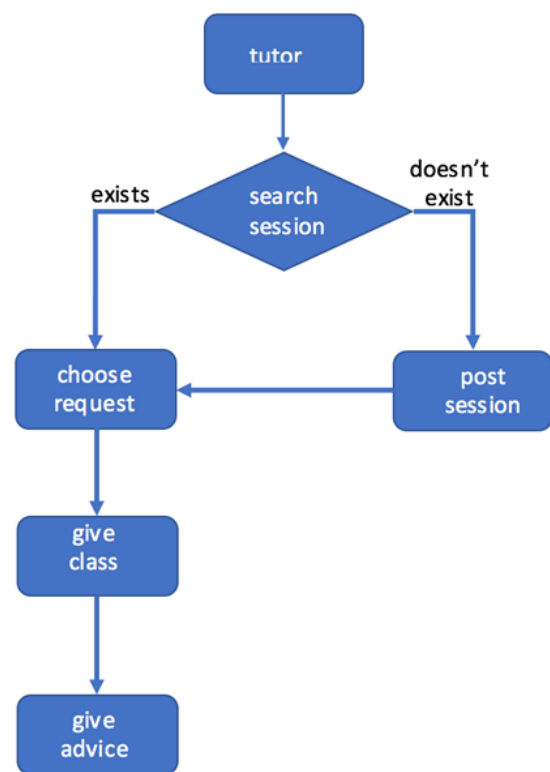 tutor
exists
search
session
doesn't
exist
choose
request
post
session
give
class
give
advice